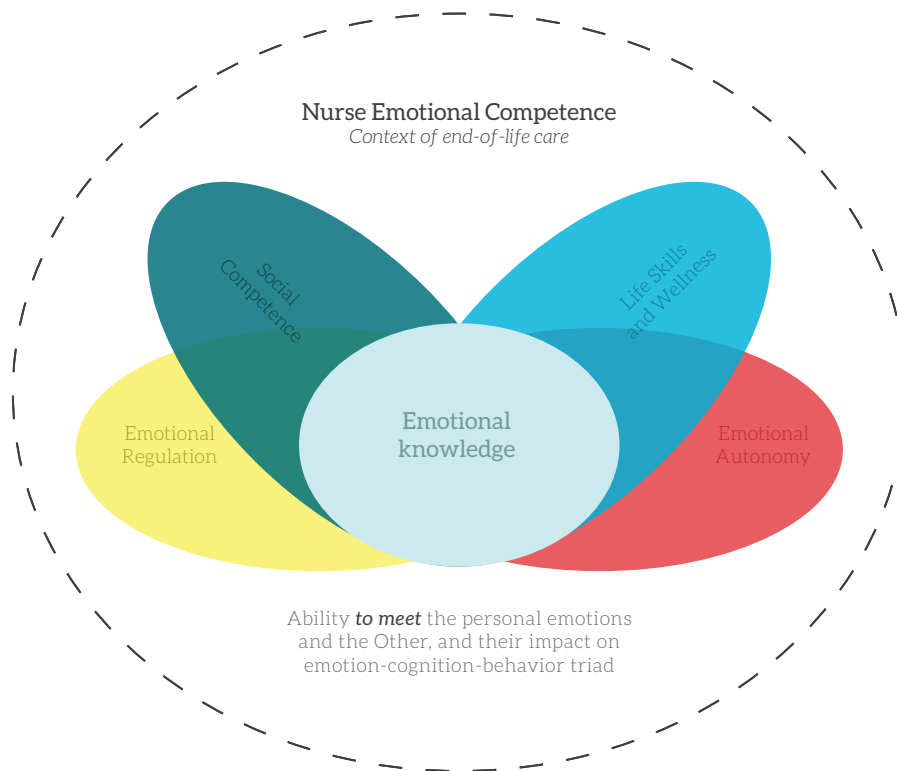 Nurse Emotional Competence
Context of end-of-life care
Social
Competence
Life Skills
and Wellness
Emotional
Regulation
Emotional
knowledge
Emotional
Autonomy
Ability to meet the personal emotions
and the Other, and their impact on
emotion-cognition-behavior triad